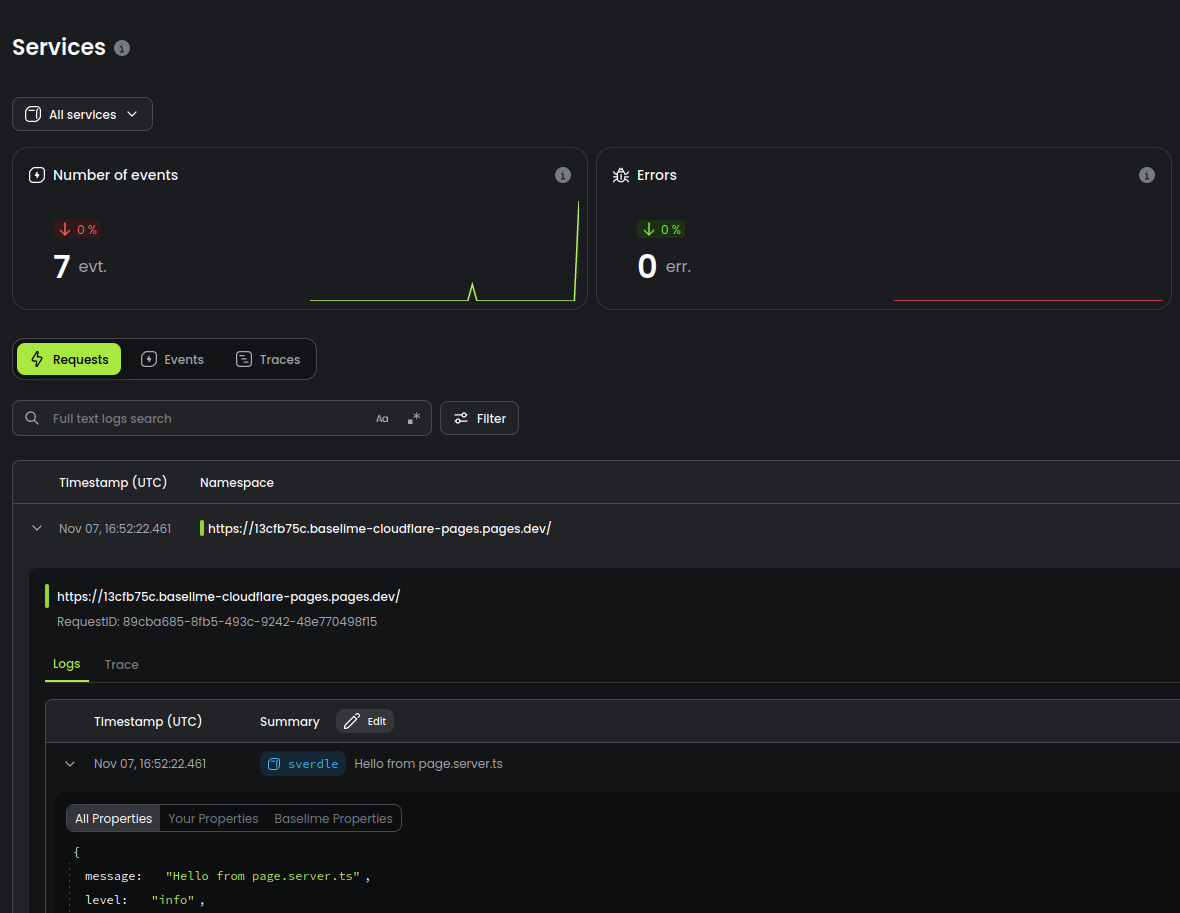 Services
All services
Number of events
0 %
7 evt.
Errors
0 %
0 err.
Requests Events Traces
Full text logs search Aa .* Filter
Timestamp (UTC) Namespace
Nov 07, 16:52:22.461 https://13cfb75c.baselime-cloudflare-pages.pages.dev/
https://13cfb75c.baselime-cloudflare-pages.pages.dev/
RequestID: 89cba685-8fb5-493c-9242-48e770498f15
Logs Trace
Timestamp (UTC) Summary Edit
Nov 07, 16:52:22.461 sverdle Hello from page.server.ts
All Properties Your Properties Baselime Properties
{
message: "Hello from page.server.ts" ,
level: "info" ,